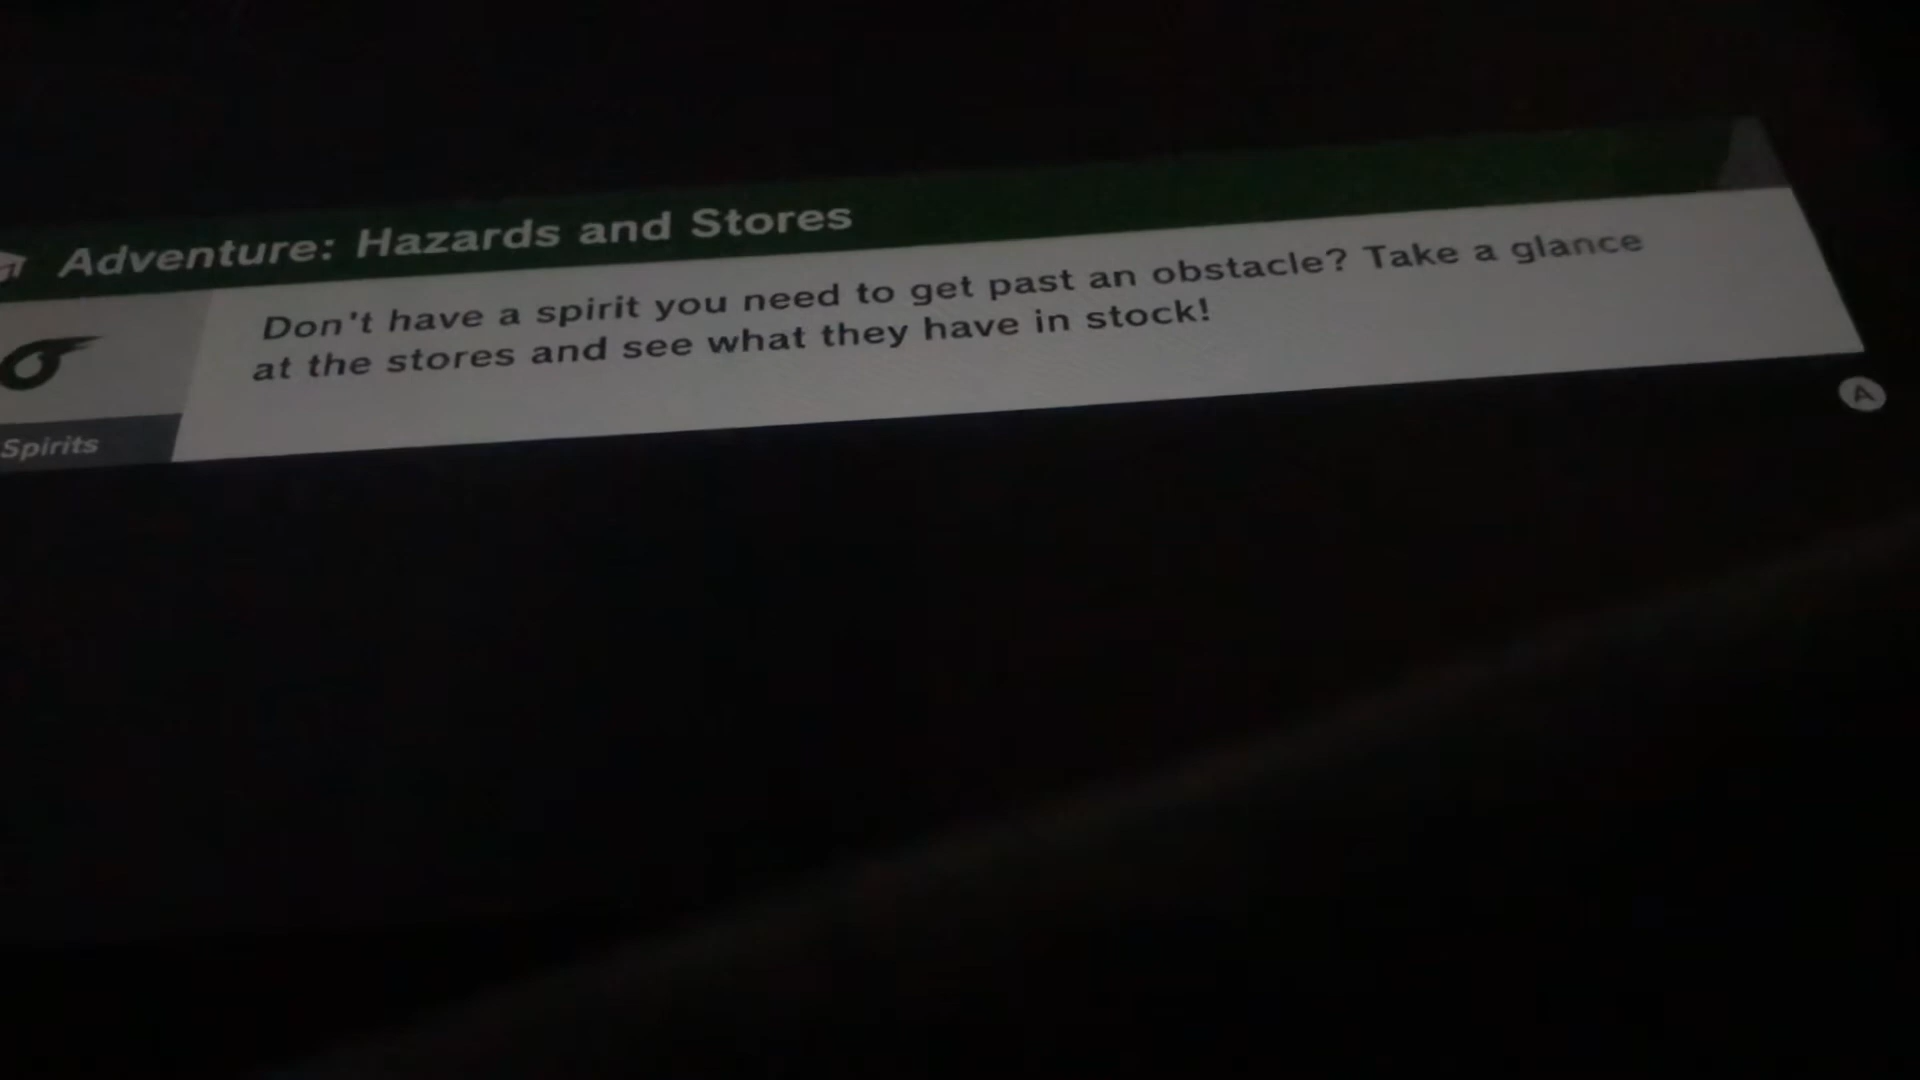 Adventure: Hazards and Stores
Don't have a spirit you need to get past an obstacle? Take a glance
at the stores and see what they have in stock!
Spirits
A